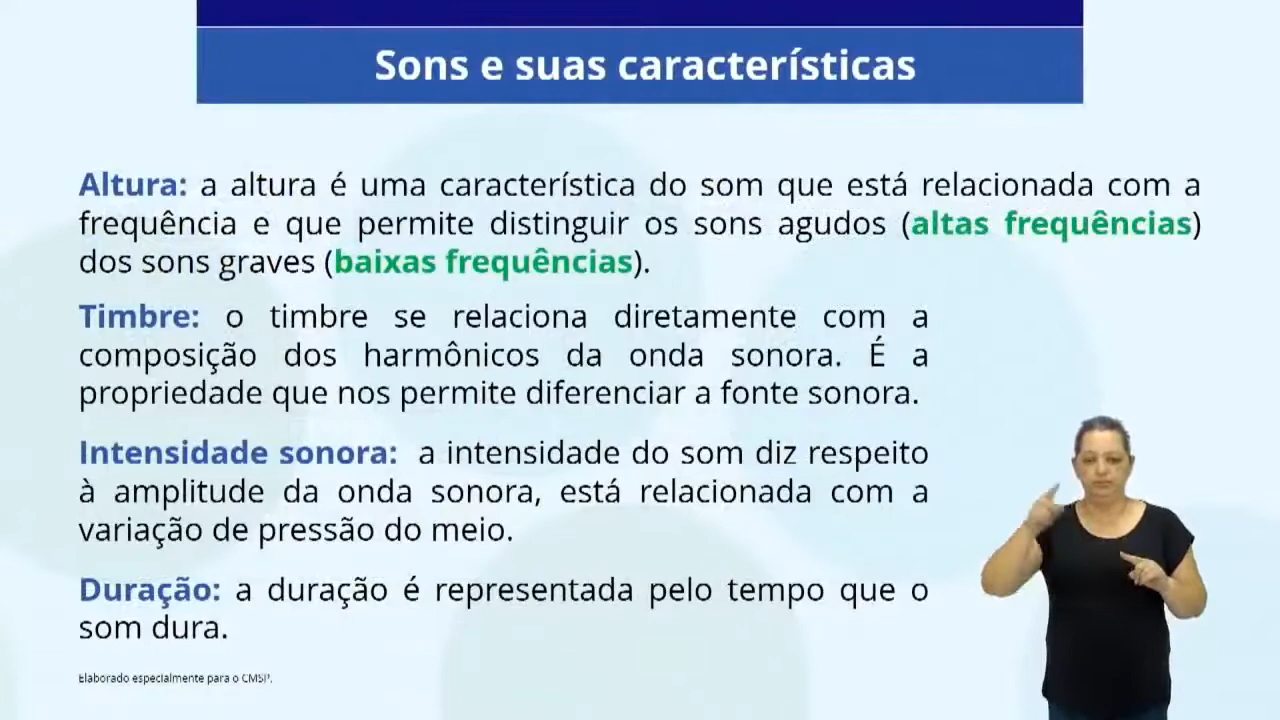 Sons e suas características
Altura: a altura é uma característica do som que está relacionada com a
frequência e que permite distinguir os sons agudos (altas frequências)
dos sons graves (baixas frequências).
Timbre: o timbre se relaciona diretamente com a
composição dos harmônicos da onda sonora. É a
propriedade que nos permite diferenciar a fonte sonora.
Intensidade sonora: a intensidade do som diz respeito
à amplitude da onda sonora, está relacionada com a
variação de pressão do meio.
Duração: a duração é representada pelo tempo que o
som dura.
Elaborado especialmente para o CMSP.